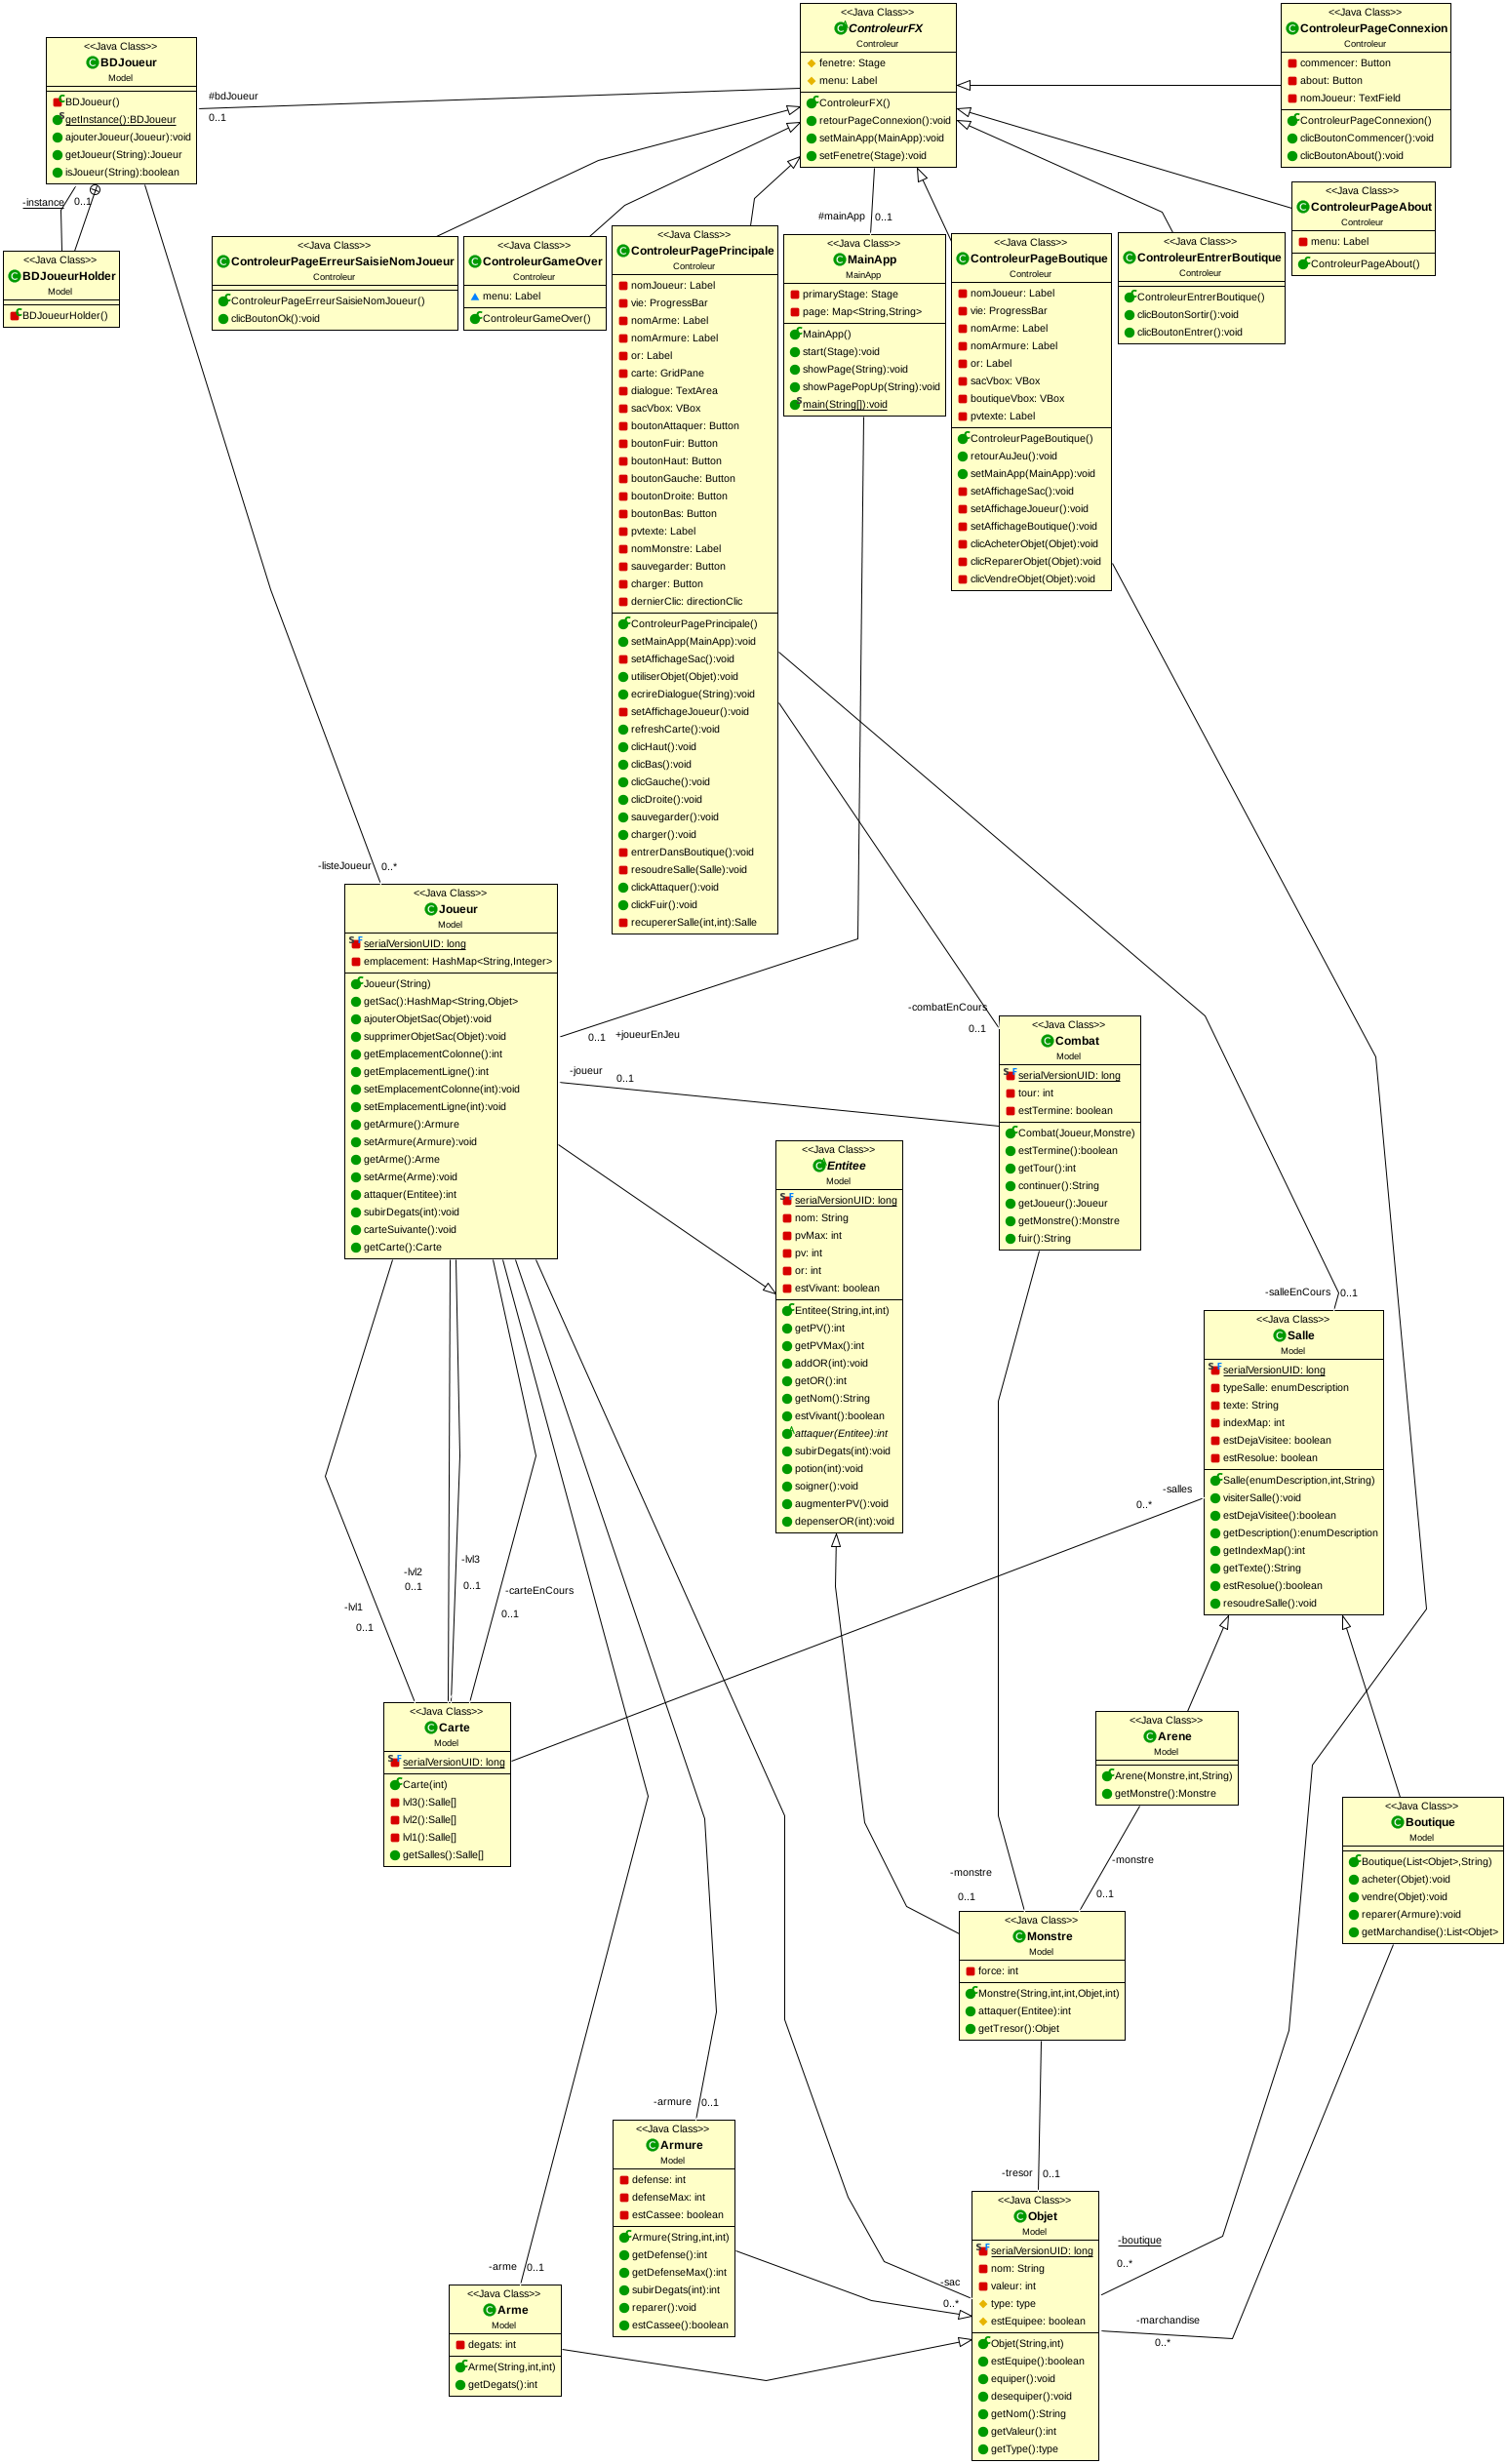 <<Java Class>>
BDJoueur
Model
BDJoueur()
getInstance():BDJoueur
ajouterJoueur(Joueur):void
getJoueur(String):Joueur
isJoueur(String):boolean
#bdJoueur
0..1
<<Java Class>>
ControleurFX
Controleur
fenetre: Stage
menu: Label
ControleurFX()
retourPageConnexion():void
setMainApp(MainApp):void
setFenetre(Stage):void
<<Java Class>>
ControleurPageConnexion
Controleur
commencer: Button
about: Button
nomJoueur: TextField
ControleurPageConnexion()
clicBoutonCommencer():void
clicBoutonAbout():void
-instance
0..1
<<Java Class>>
BDJoueurHolder
Model
BDJoueurHolder()
<<Java Class>>
ControleurPageErreurSaisieNomJoueur
Controleur
ControleurPageErreurSaisieNomJoueur()
clicBoutonOk():void
<<Java Class>>
ControleurGameOver
Controleur
menu: Label
ControleurGameOver()
<<Java Class>>
ControleurPagePrincipale
Controleur
nomJoueur: Label
vie: ProgressBar
nomArme: Label
nomArmure: Label
or: Label
carte: GridPane
dialogue: TextArea
sacVbox: VBox
boutonAttaquer: Button
boutonFuir: Button
boutonHaut: Button
boutonGauche: Button
boutonDroite: Button
boutonBas: Button
pvtexte: Label
nomMonstre: Label
sauvegarder: Button
charger: Button
dernierClic: directionClic
ControleurPagePrincipale()
setMainApp(MainApp):void
setAffichageSac():void
utiliserObjet(Objet):void
ecrireDialogue(String):void
setAffichageJoueur():void
refreshCarte():void
clicHaut():void
clicBas():void
clicGauche():void
clicDroite():void
sauvegarder():void
charger():void
entrerDansBoutique():void
resoudreSalle(Salle):void
clickAttaquer():void
clickFuir():void
recupererSalle(int,int):Salle
#mainApp
0..1
<<Java Class>>
MainApp
MainApp
primaryStage: Stage
page: Map<String,String>
MainApp()
start(Stage):void
showPage(String):void
showPagePopUp(String):void
main(String[]):void
<<Java Class>>
ControleurPageBoutique
Controleur
nomJoueur: Label
vie: ProgressBar
nomArme: Label
nomArmure: Label
or: Label
sacVbox: VBox
boutiqueVbox: VBox
pvtexte: Label
ControleurPageBoutique()
retourAuJeu():void
setMainApp(MainApp):void
setAffichageSac():void
setAffichageJoueur():void
setAffichageBoutique():void
clicAcheterObjet(Objet):void
clicReparerObjet(Objet):void
clicVendreObjet(Objet):void
<<Java Class>>
ControleurEntrerBoutique
Controleur
ControleurEntrerBoutique()
clicBoutonSortir():void
clicBoutonEntrer():void
<<Java Class>>
ControleurPageAbout
Controleur
menu: Label
ControleurPageAbout()
-listeJoueur
0..*
<<Java Class>>
Joueur
Model
serialVersionUID: long
emplacement: HashMap<String,Integer>
Joueur(String)
getSac():HashMap<String,Objet>
ajouterObjetSac(Objet):void
supprimerObjetSac(Objet):void
getEmplacementColonne():int
getEmplacementLigne():int
setEmplacementColonne(int):void
setEmplacementLigne(int):void
getArmure():Armure
setArmure(Armure):void
getArme():Arme
setArme(Arme):void
attaquer(Entitee):int
subirDegats(int):void
carteSuivante():void
getCarte():Carte
0..1
+joueurEnJeu
-joueur
0..1
-combatEnCours
0..1
<<Java Class>>
Combat
Model
serialVersionUID: long
tour: int
estTermine: boolean
Combat(Joueur,Monstre)
estTermine():boolean
getTour():int
continuer():String
getJoueur():Joueur
getMonstre():Monstre
fuir():String
<<Java Class>>
Entitee
Model
serialVersionUID: long
nom: String
pvMax: int
pv: int
or: int
estVivant: boolean
Entitee(String,int,int)
getPV():int
getPVMax():int
addOR(int):void
getOR():int
getNom():String
estVivant():boolean
attaquer(Entitee):int
subirDegats(int):void
potion(int):void
soigner():void
augmenterPV():void
depenserOR(int):void
-salleEnCours
0..1
<<Java Class>>
Salle
Model
serialVersionUID: long
typeSalle: enumDescription
texte: String
indexMap: int
estDejaVisitee: boolean
estResolue: boolean
Salle(enumDescription,int,String)
visiterSalle():void
estDejaVisitee():boolean
getDescription():enumDescription
getIndexMap():int
getTexte():String
estResolue():boolean
resoudreSalle():void
-salles
0..*
-lvl1
0..1
-lvl2
0..1
-lvl3
0..1
-carteEnCours
0..1
<<Java Class>>
Carte
Model
serialVersionUID: long
Carte(int)
lvl3():Salle[]
lvl2():Salle[]
lvl1():Salle[]
getSalles():Salle[]
<<Java Class>>
Arene
Model
Arene(Monstre,int,String)
getMonstre():Monstre
<<Java Class>>
Boutique
Model
Boutique(List<Objet>,String)
acheter(Objet):void
vendre(Objet):void
reparer(Armure):void
getMarchandise():List<Objet>
-monstre
0..1
-monstre
0..1
<<Java Class>>
Monstre
Model
force: int
Monstre(String,int,int,Objet,int)
attaquer(Entitee):int
getTresor():Objet
-armure
0..1
<<Java Class>>
Armure
Model
defense: int
defenseMax: int
estCassee: boolean
Armure(String,int,int)
getDefense():int
getDefenseMax():int
subirDegats(int):int
reparer():void
estCassee():boolean
-tresor
0..1
-arme
0..1
<<Java Class>>
Arme
Model
degats: int
Arme(String,int,int)
getDegats():int
-sac
0..*
<<Java Class>>
Objet
Model
serialVersionUID: long
nom: String
valeur: int
type: type
estEquipee: boolean
Objet(String,int)
estEquipe():boolean
equiper():void
desequiper():void
getNom():String
getValeur():int
getType():type
-boutique
0..*
-marchandise
0..*